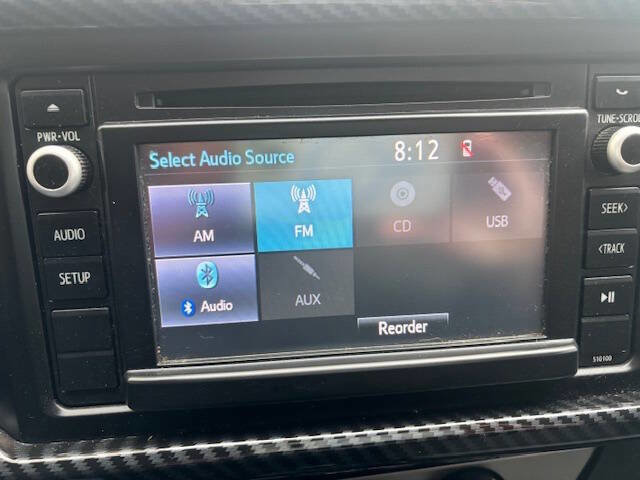 PWR•VOL
AUDIO
SETUP
Select Audio Source 8:12
AM FM CD USB
Audio AUX
Reorder
TUNE•SCROLL
SEEK>
<TRACK
510100